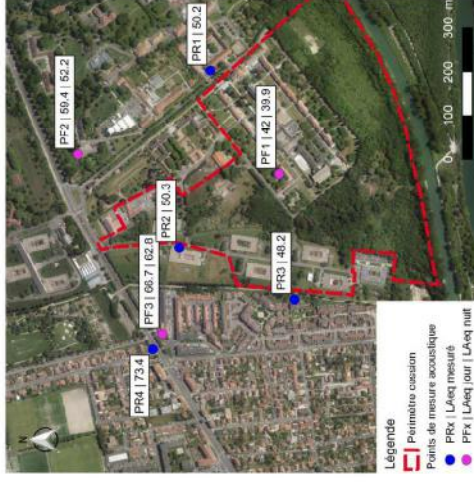 N
PF2 | 59.4 | 52.2
PR1 | 50.2
PR2 | 50.3
PF3 | 66.7 | 62.8
PF1 | 42 | 39.9
PR4 | 73.4
PR3 | 48.2
0 100 200 300 m
Légende
Périmètre cession
Points de mesure acoustique
PRx | LAeq mesuré
PFx | LAeq jour | LAeq nuit